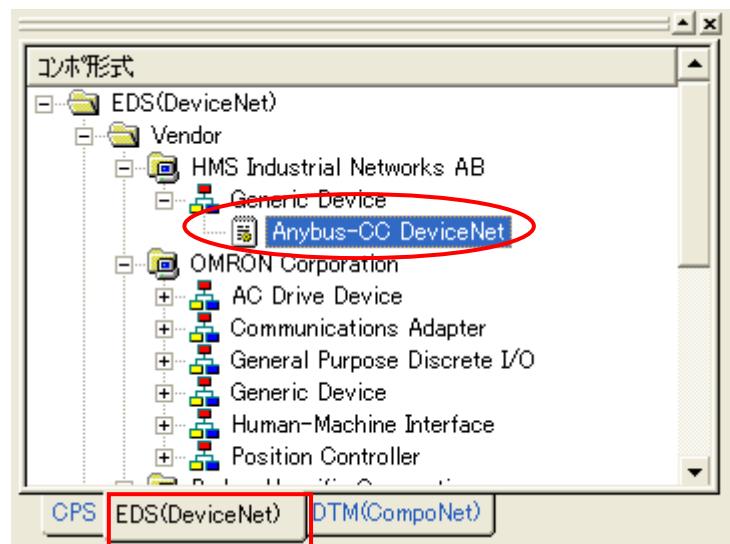 コンポ形式
EDS(DeviceNet)
Vendor
HMS Industrial Networks AB
Generic Device
Anybus-CC DeviceNet
OMRON Corporation
AC Drive Device
Communications Adapter
General Purpose Discrete I/O
Generic Device
Human-Machine Interface
Position Controller
CPS EDS(DeviceNet) DTM(CompoNet)